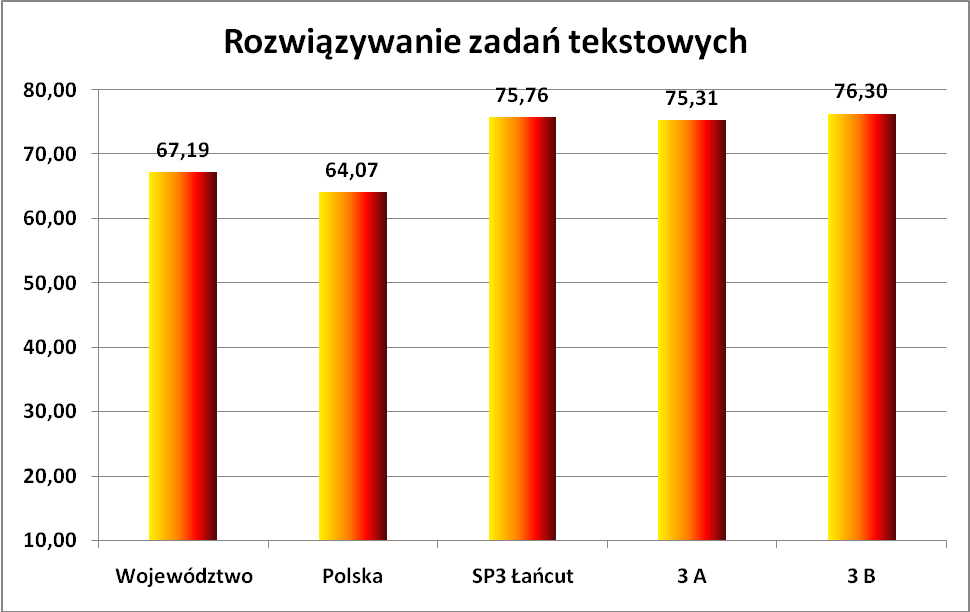 Rozwiązywanie zadań tekstowych
80,00
70,00
60,00
50,00
40,00
30,00
20,00
10,00
67,19
64,07
75,76
75,31
76,30
Województwo
Polska
SP3 Łańcut
3 A
3 B